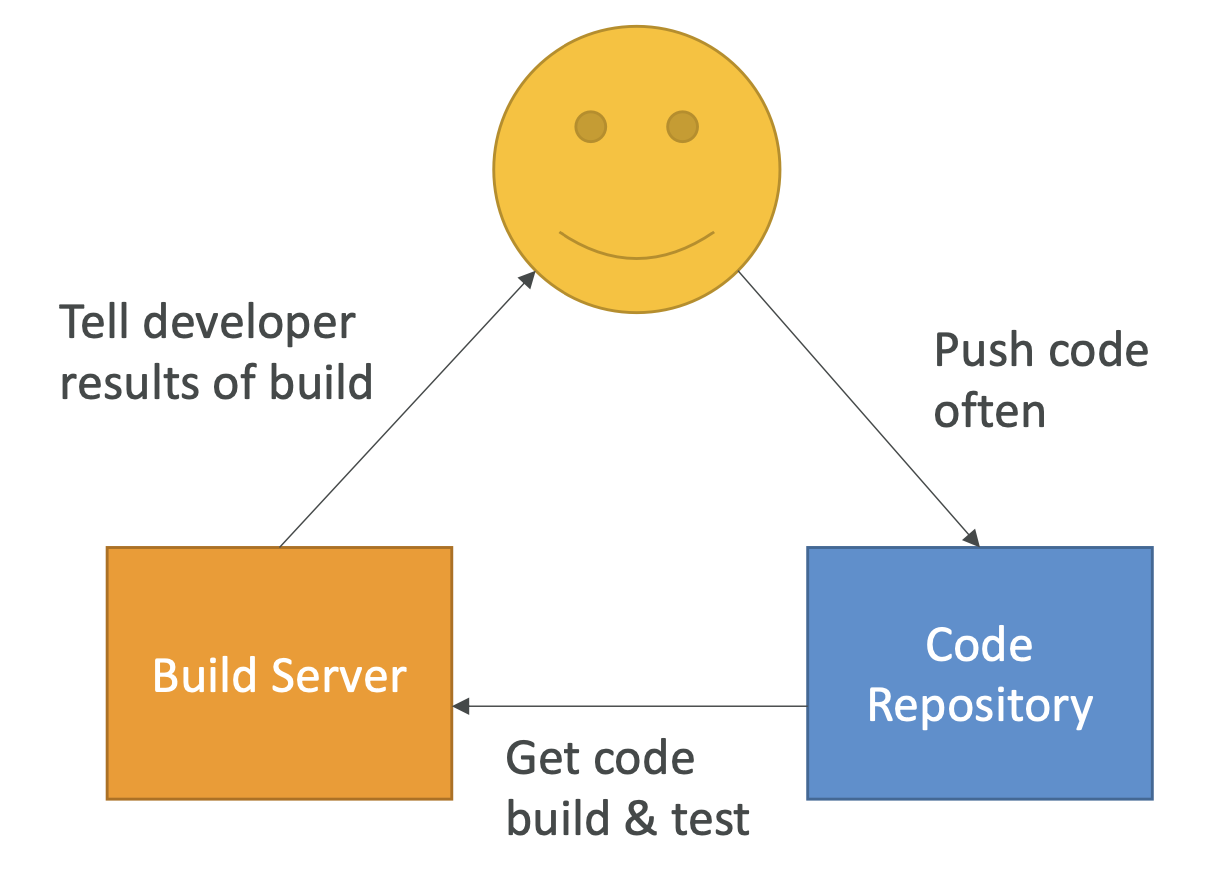 Tell developer
results of build
Push code
often
Build Server
Code
Repository
Get code
build & test